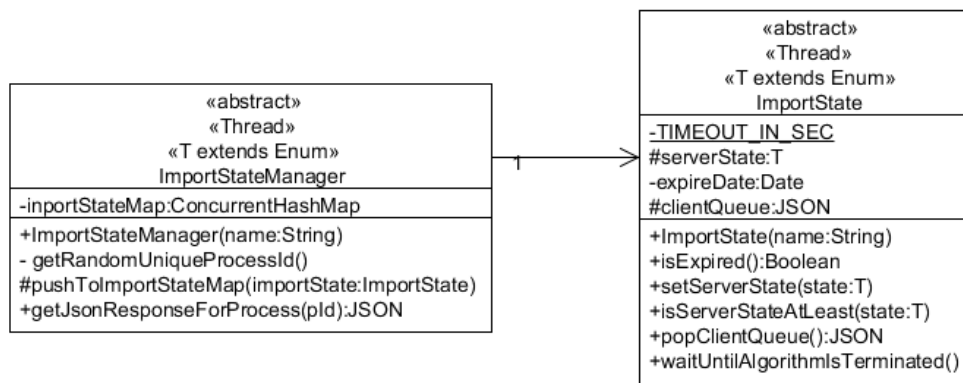 «abstract»
«Thread»
«T extends Enum»
ImportStateManager
-inportStateMap:ConcurrentHashMap
+ImportStateManager(name:String)
- getRandomUniqueProcessId()
#pushToImportStateMap(importState:ImportState)
+getJsonResponseForProcess(pId):JSON
1
«abstract»
«Thread»
«T extends Enum»
ImportState
-TIMEOUT_IN_SEC
#serverState:T
-expireDate:Date
#clientQueue:JSON
+ImportState(name:String)
+isExpired():Boolean
+setServerState(state:T)
+isServerStateAtLeast(state:T)
+popClientQueue():JSON
+waitUntilAlgorithmIsTerminated()